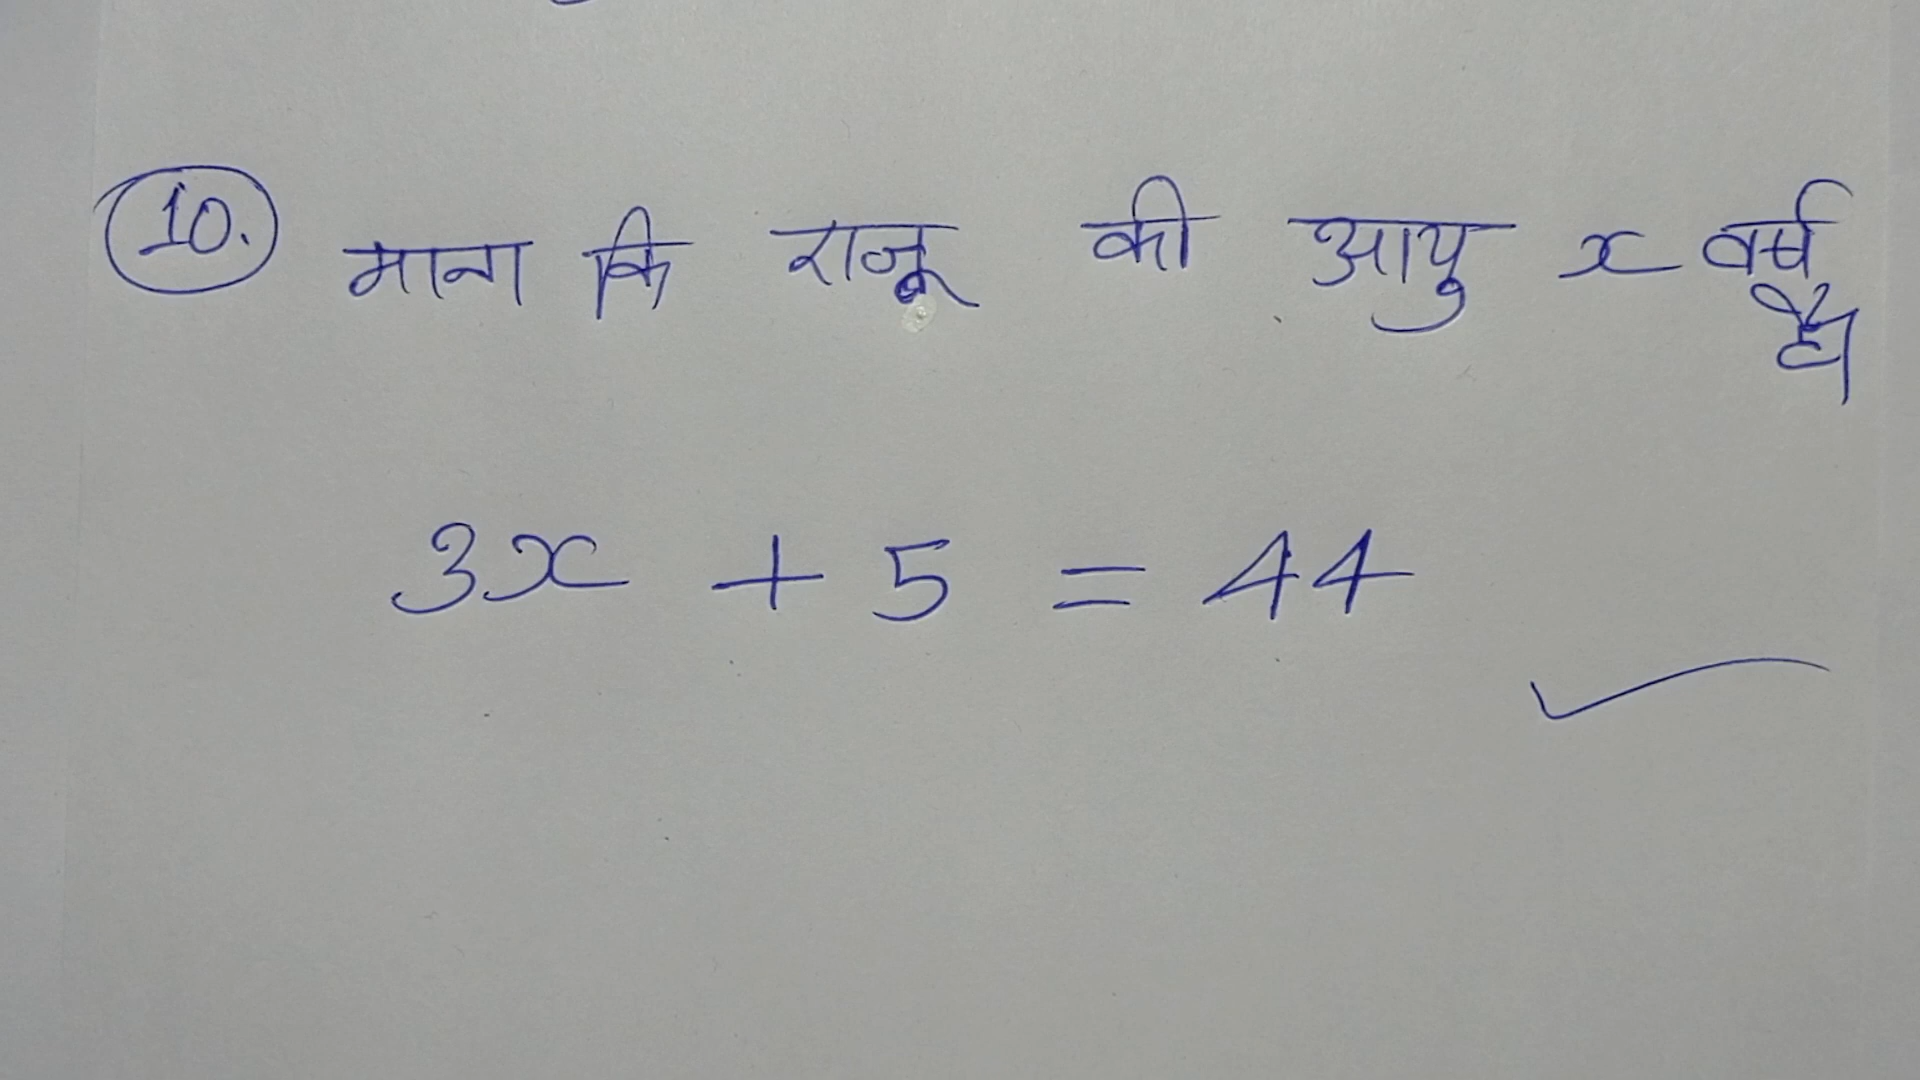 10. माना कि राजू की आयु x वर्ष
है।
3x + 5 = 44